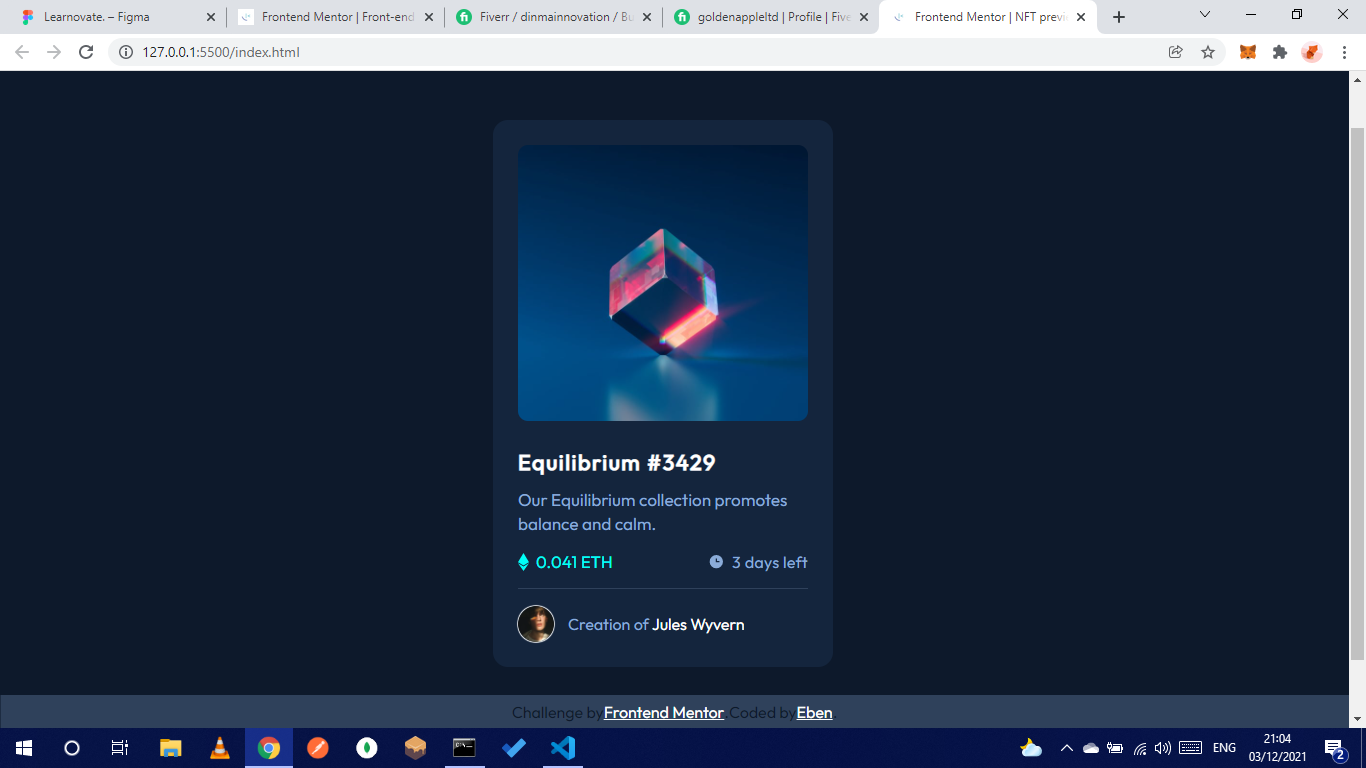 Learnovate. – Figma
Frontend Mentor | Front-end
Fiverr / dinmainnovation / Bu
goldenappleltd | Profile | Five
Frontend Mentor | NFT previ
127.0.0.1:5500/index.html
Equilibrium #3429
Our Equilibrium collection promotes
balance and calm.
0.041 ETH
3 days left
Creation of Jules Wyvern
Challenge by Frontend Mentor. Coded by Eben.
ENG
21:04
03/12/2021
2